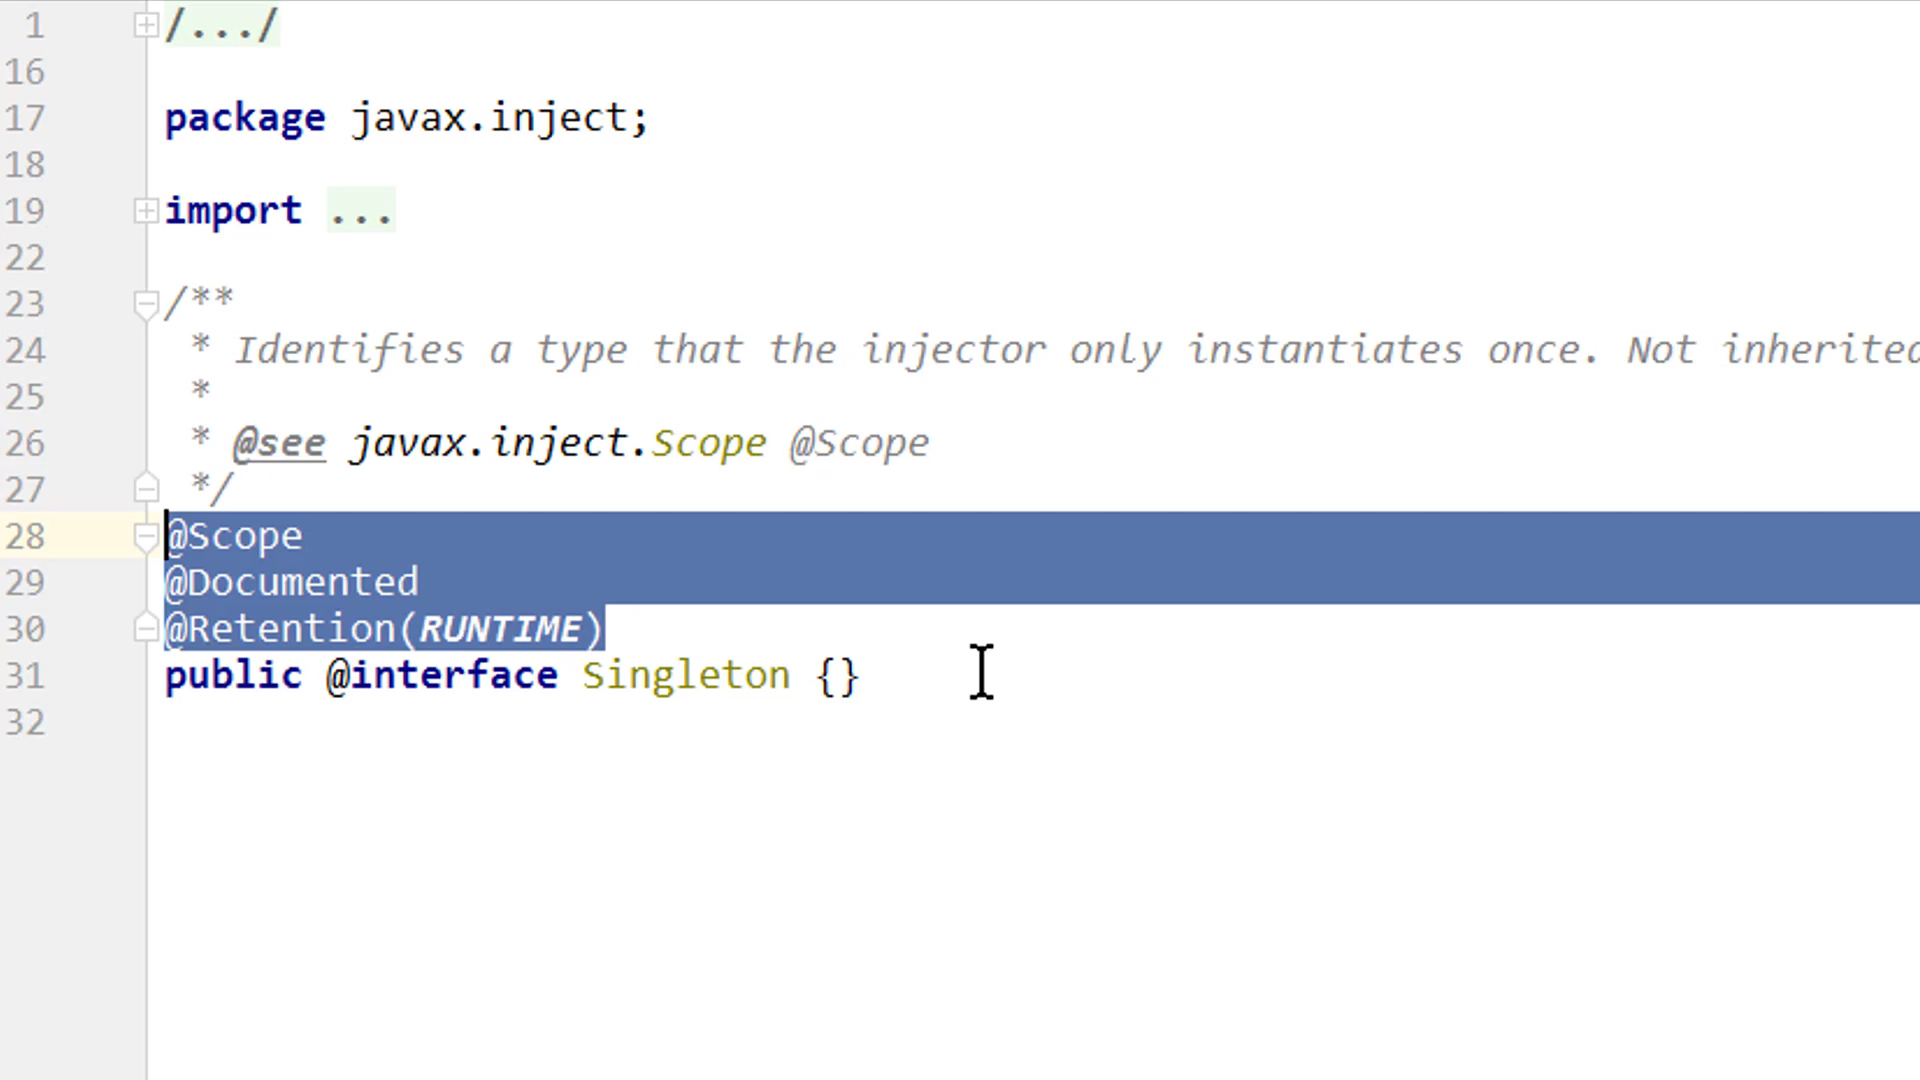 1 /.../
16
17 package javax.inject;
18
19 import ...
22
23 /**
24 * Identifies a type that the injector only instantiates once. Not inherited
25 *
26 * @see javax.inject.Scope @Scope
27 */
28 @Scope
29 @Documented
30 @Retention(RUNTIME)
31 public @interface Singleton {}
32